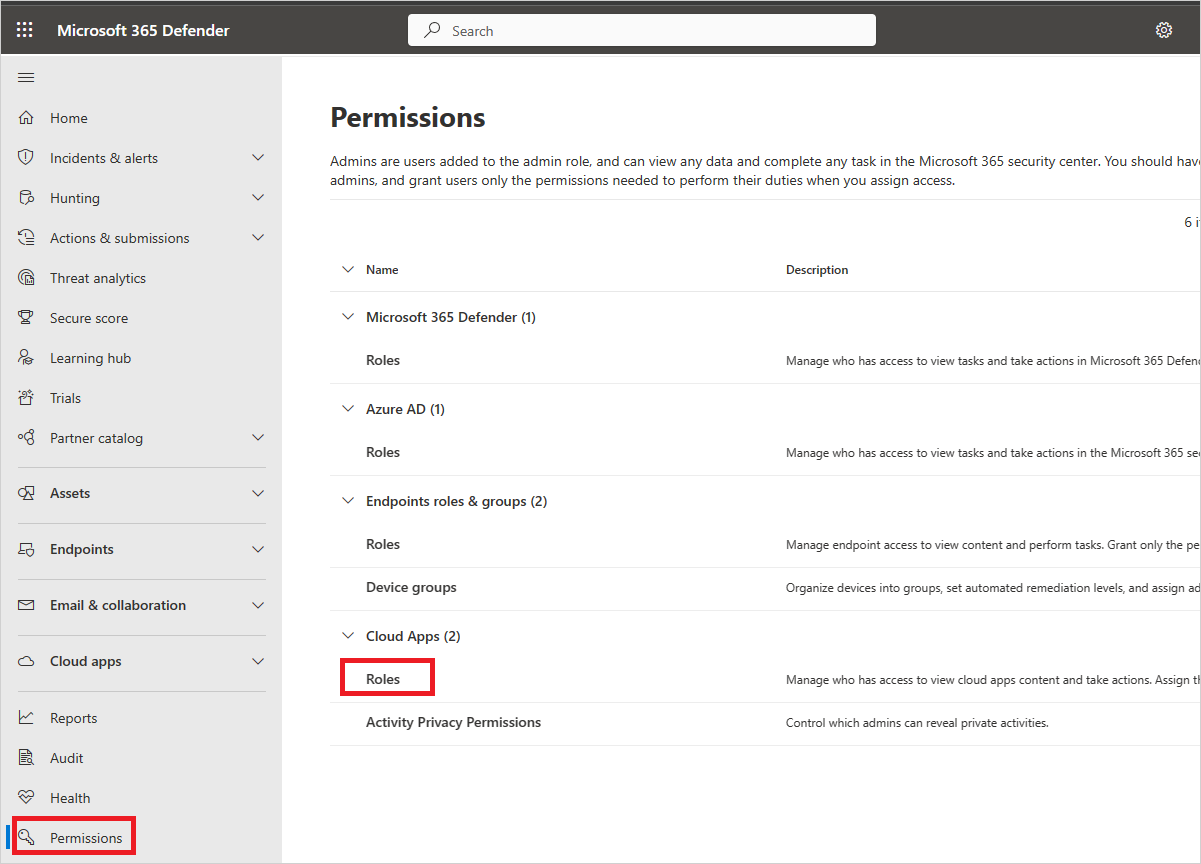 Microsoft 365 Defender
Search
Home
Incidents & alerts
Hunting
Actions & submissions
Threat analytics
Secure score
Learning hub
Trials
Partner catalog
Assets
Endpoints
Email & collaboration
Cloud apps
Reports
Audit
Health
Permissions
Permissions
Admins are users added to the admin role, and can view any data and complete any task in the Microsoft 365 security center. You should hav
admins, and grant users only the permissions needed to perform their duties when you assign access.
6 i
Name Description
Microsoft 365 Defender (1)
Roles Manage who has access to view tasks and take actions in Microsoft 365 Defen
Azure AD (1)
Roles Manage who has access to view tasks and take actions in the Microsoft 365 se
Endpoints roles & groups (2)
Roles Manage endpoint access to view content and perform tasks. Grant only the pe
Device groups Organize devices into groups, set automated remediation levels, and assign ad
Cloud Apps (2)
Roles Manage who has access to view cloud apps content and take actions. Assign th
Activity Privacy Permissions Control which admins can reveal private activities.